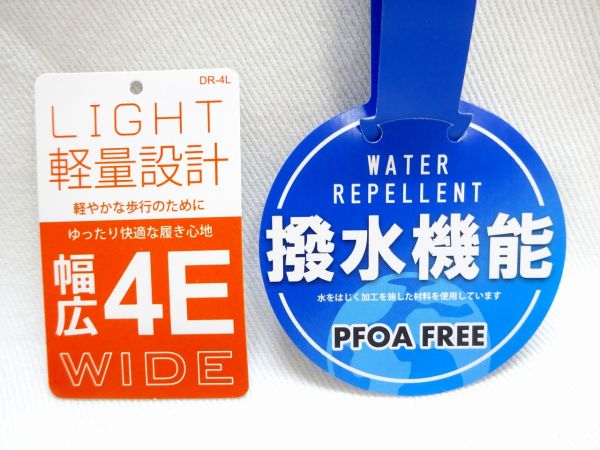 DR-4L
LIGHT
軽量設計
軽やかな歩行のために
ゆったり快適な履き心地
幅広 4E
WIDE
WATER
REPELLENT
撥水機能
水をはじく加工を施した材料を使用しています
PFOA FREE